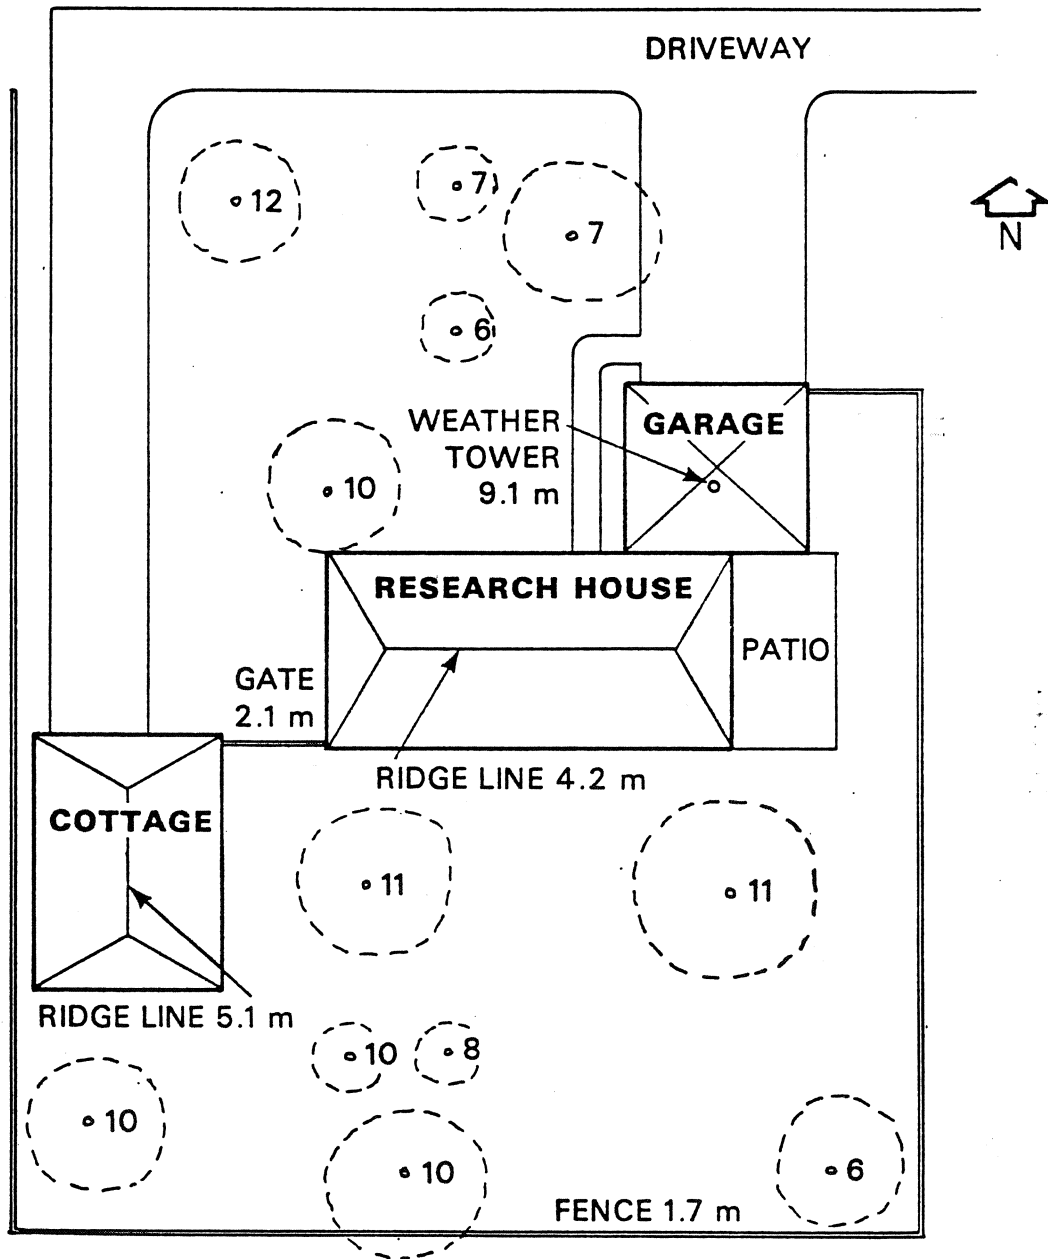 DRIVEWAY
12
7
7
N
6
WEATHER
TOWER
9.1 m
GARAGE
10
RESEARCH HOUSE
PATIO
GATE
2.1 m
RIDGE LINE 4.2 m
COTTAGE
11
11
RIDGE LINE 5.1 m
10
8
10
10
6
FENCE 1.7 m